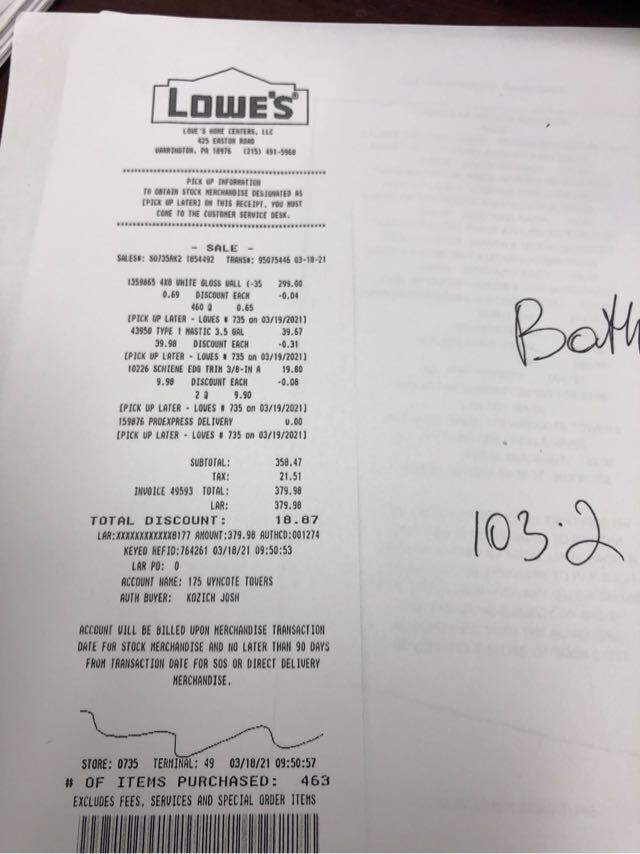 LOWE'S®
LOWE'S HOME CENTERS, LLC
425 EASTON ROAD
WARRINGTON, PA 18976 (215) 491-5960
PICK UP INFORMATION
TO OBTAIN STOCK MERCHANDISE DESIGNATED AS
[PICK UP LATER] ON THIS RECEIPT, YOU MUST
COME TO THE CUSTOMER SERVICE DESK.
- SALE -
SALES#: S0735AK2 1854492 TRANS#: 95075446 03-18-21
1359865 4X8 WHITE GLOSS WALL (-35 299.00
0.69 DISCOUNT EACH -0.04
460 @ 0.65
[PICK UP LATER - LOWES # 735 on 03/19/2021]
43950 TYPE 1 MASTIC 3.5 GAL 39.67
39.98 DISCOUNT EACH -0.31
[PICK UP LATER - LOWES # 735 on 03/19/2021]
10226 SCHIENE EDG TRIM 3/8-IN A 19.80
9.98 DISCOUNT EACH -0.08
2 @ 9.90
[PICK UP LATER - LOWES # 735 on 03/19/2021]
159876 PROEXPRESS DELIVERY 0.00
[PICK UP LATER - LOWES # 735 on 03/19/2021]
SUBTOTAL: 358.47
TAX: 21.51
INVOICE 49593 TOTAL: 379.98
LAR: 379.98
TOTAL DISCOUNT: 18.87
LAR:XXXXXXXXXXXX8177 AMOUNT:379.98 AUTHCD:001274
KEYED REFID:764261 03/18/21 09:50:53
LAR PO: 0
ACCOUNT NAME: 175 WYNCOTE TOWERS
AUTH BUYER: KOZICH JOSH
ACCOUNT WILL BE BILLED UPON MERCHANDISE TRANSACTION
DATE FOR STOCK MERCHANDISE AND NO LATER THAN 90 DAYS
FROM TRANSACTION DATE FOR SOS OR DIRECT DELIVERY
MERCHANDISE.
STORE: 0735 TERMINAL: 49 03/18/21 09:50:57
# OF ITEMS PURCHASED: 463
EXCLUDES FEES, SERVICES AND SPECIAL ORDER ITEMS
Bath
103.2